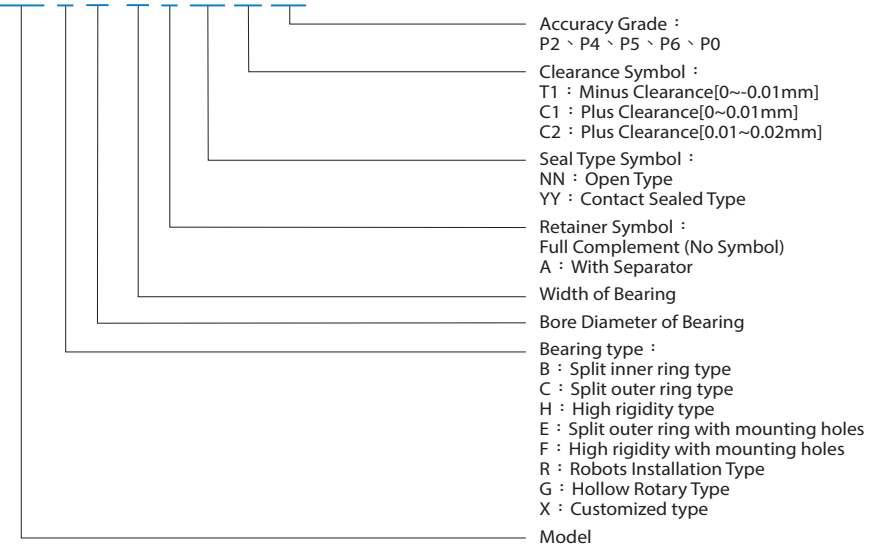 Accuracy Grade：
P2、P4、P5、P6、P0
Clearance Symbol：
T1：Minus Clearance[0~-0.01mm]
C1：Plus Clearance[0~0.01mm]
C2：Plus Clearance[0.01~0.02mm]
Seal Type Symbol：
NN：Open Type
YY：Contact Sealed Type
Retainer Symbol：
Full Complement (No Symbol)
A：With Separator
Width of Bearing
Bore Diameter of Bearing
Bearing type：
B：Split inner ring type
C：Split outer ring type
H：High rigidity type
E：Split outer ring with mounting holes
F：High rigidity with mounting holes
R：Robots Installation Type
G：Hollow Rotary Type
X：Customized type
Model